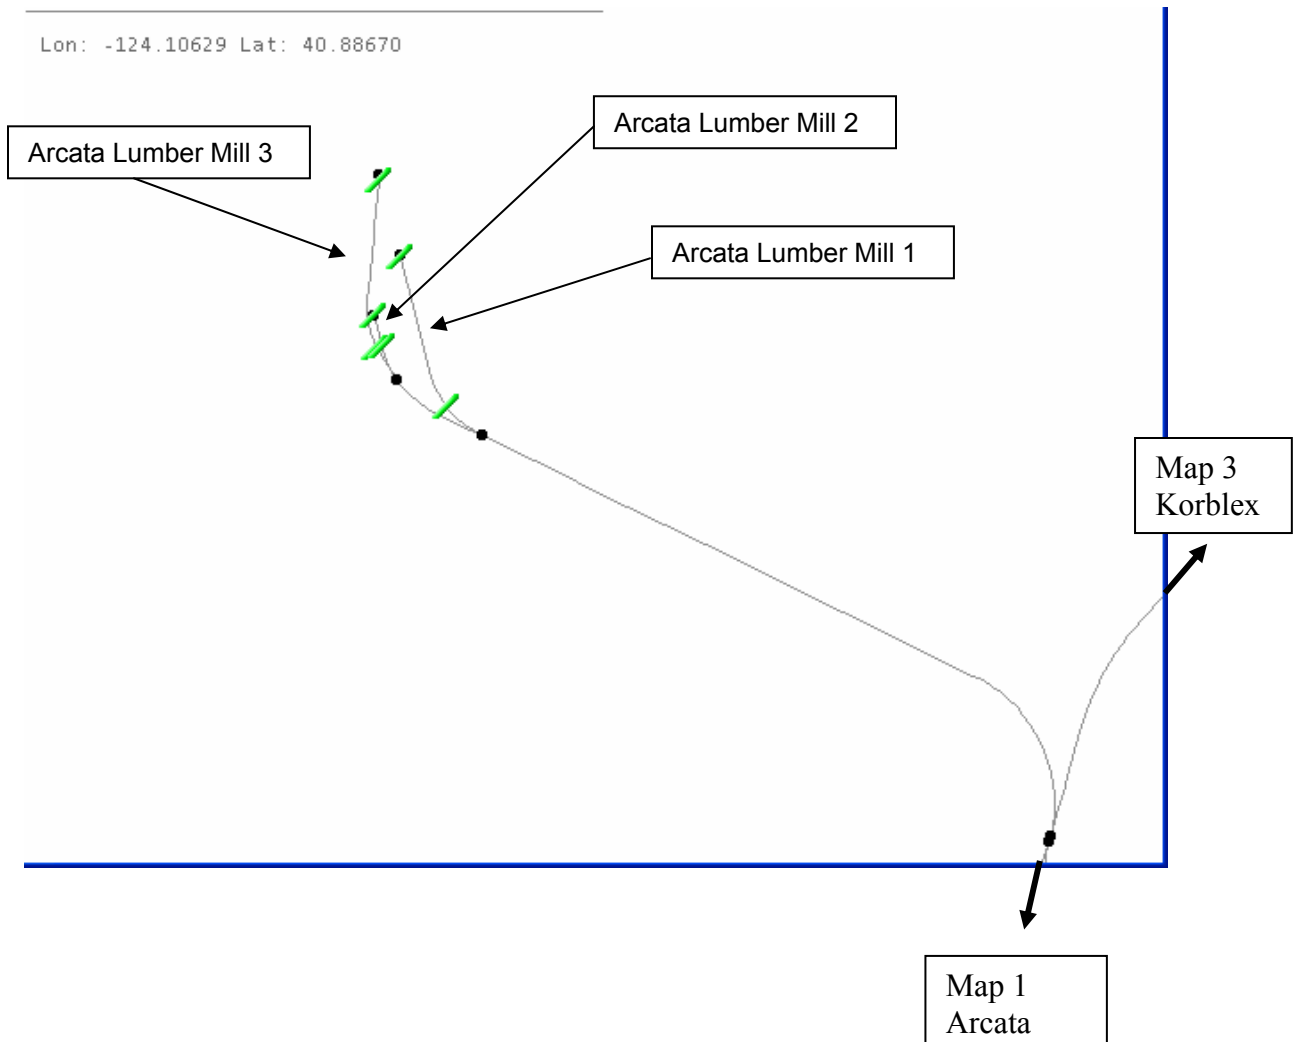 Lon: -124.10629 Lat: 40.88670
Arcata Lumber Mill 2
Arcata Lumber Mill 3
Arcata Lumber Mill 1
Map 3
Korblex
Map 1
Arcata